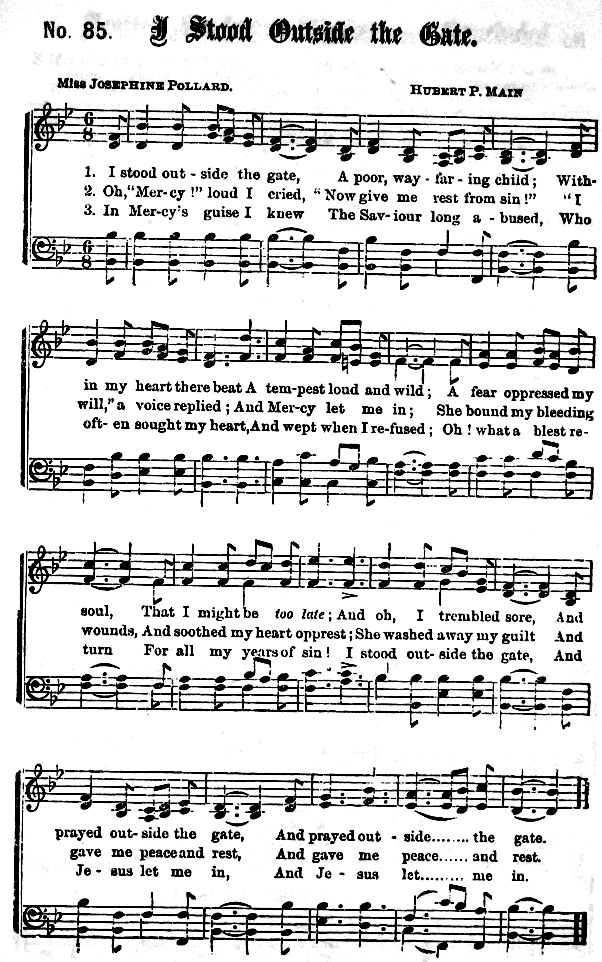 No. 85. I Stood Outside the Gate.
Miss Josephine Pollard. Hubert P. Main
6 8
1. I stood out - side the gate, A poor, way - far - ing child; With-
2. Oh, "Mer - cy!" loud I cried, "Now give me rest from sin!" "I
3. In Mer-cy's guise I knew The Sav - iour long a - bused, Who
6 8
in my heart there beat A tem - pest loud and wild; A fear oppressed my
will," a voice replied; And Mer-cy let me in; She bound my bleeding
oft- en sought my heart, And wept when I re-fused; Oh! what a blest re-
soul, That I might be too late; And oh, I trembled sore, And
wounds, And soothed my heart opprest; She washed away my guilt And
turn For all my years of sin! I stood out- side the gate, And
prayed out- side the gate, And prayed out - side........ the gate.
gave me peace and rest, And gave me peace...... and rest.
Je - sus let me in, And Je - sus let......... me in.